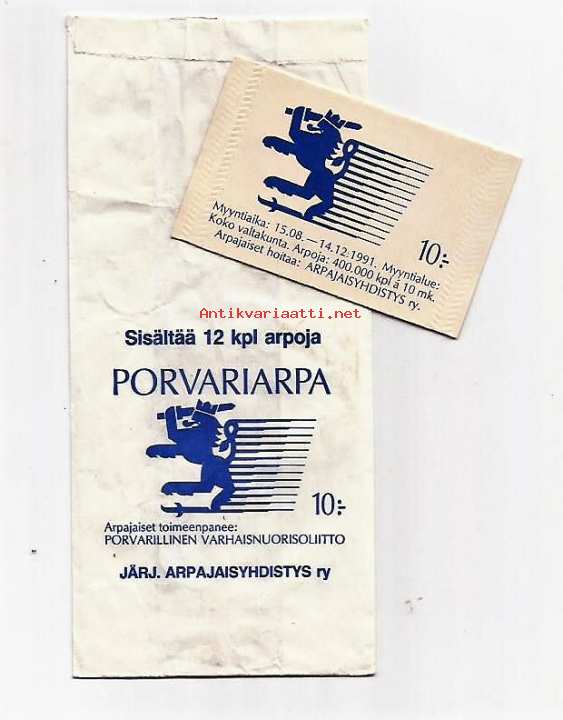 Myyntiaika: 15.08.—14.12.1991. Myyntialue:
Koko valtakunta. Arpoja: 400.000 kpl á 10 mk.
Arpajaiset hoitaa: ARPAJAISYHDISTYS ry.
10:-
Antikvariaatti.net
Sisältää 12 kpl arpoja
PORVARIARPA
10:-
Arpajaiset toimeenpanee:
PORVARILLINEN VARHAISNUORISOLIITTO
JÄRJ. ARPAJAISYHDISTYS ry